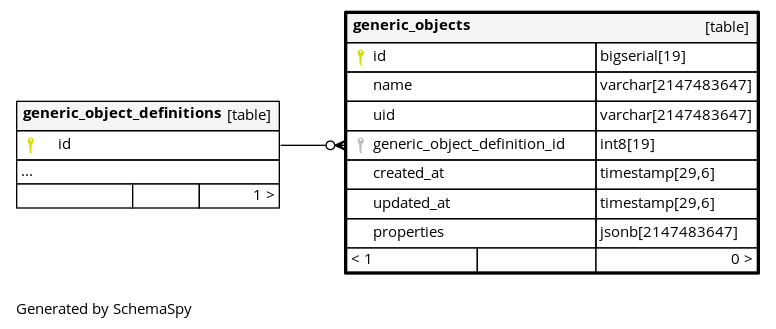 generic_objects [table]
id bigserial[19]
name varchar[2147483647]
uid varchar[2147483647]
generic_object_definition_id int8[19]
created_at timestamp[29,6]
updated_at timestamp[29,6]
properties jsonb[2147483647]
< 1 0 >
generic_object_definitions [table]
id
...
1 >
Generated by SchemaSpy